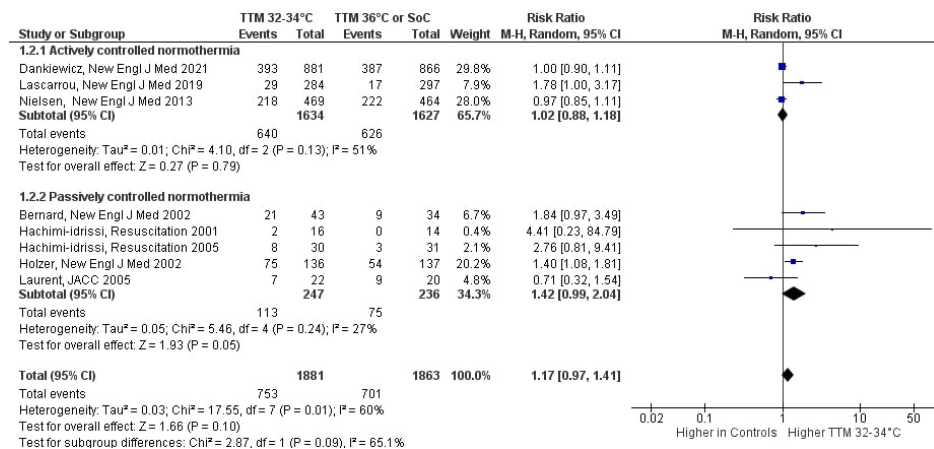 TTM 32-34°C TTM 36°C or SoC Risk Ratio Risk Ratio
Study or Subgroup Events Total Events Total Weight M-H, Random, 95% CI M-H, Random, 95% CI
1.2.1 Actively controlled normothermia
Dankiewicz, New Engl J Med 2021 393 881 387 866 29.8% 1.00 [0.90, 1.11]
Lascarrou, New Engl J Med 2019 29 284 17 297 7.9% 1.78 [1.00, 3.17]
Nielsen, New Engl J Med 2013 218 469 222 464 28.0% 0.97 [0.85, 1.11]
Subtotal (95% CI) 1634 1627 65.7% 1.02 [0.88, 1.18]
Total events 640 626
Heterogeneity: Tau² = 0.01; Chi² = 4.10, df = 2 (P = 0.13); I² = 51%
Test for overall effect: Z = 0.27 (P = 0.79)
1.2.2 Passively controlled normothermia
Bernard, New Engl J Med 2002 21 43 9 34 6.7% 1.84 [0.97, 3.49]
Hachimi-idrissi, Resuscitation 2001 2 16 0 14 0.4% 4.41 [0.23, 84.79]
Hachimi-idrissi, Resuscitation 2005 8 30 3 31 2.1% 2.76 [0.81, 9.41]
Holzer, New Engl J Med 2002 75 136 54 137 20.2% 1.40 [1.08, 1.81]
Laurent, JACC 2005 7 22 9 20 4.8% 0.71 [0.32, 1.54]
Subtotal (95% CI) 247 236 34.3% 1.42 [0.99, 2.04]
Total events 113 75
Heterogeneity: Tau² = 0.05; Chi² = 5.46, df = 4 (P = 0.24); I² = 27%
Test for overall effect: Z = 1.93 (P = 0.05)
Total (95% CI) 1881 1863 100.0% 1.17 [0.97, 1.41]
Total events 753 701
Heterogeneity: Tau² = 0.03; Chi² = 17.55, df = 7 (P = 0.01); I² = 60%
Test for overall effect: Z = 1.66 (P = 0.10)
Test for subgroup differences: Chi² = 2.87, df = 1 (P = 0.09), I² = 65.1%
0.02 0.1 1 10 50
Higher in Controls Higher TTM 32-34°C